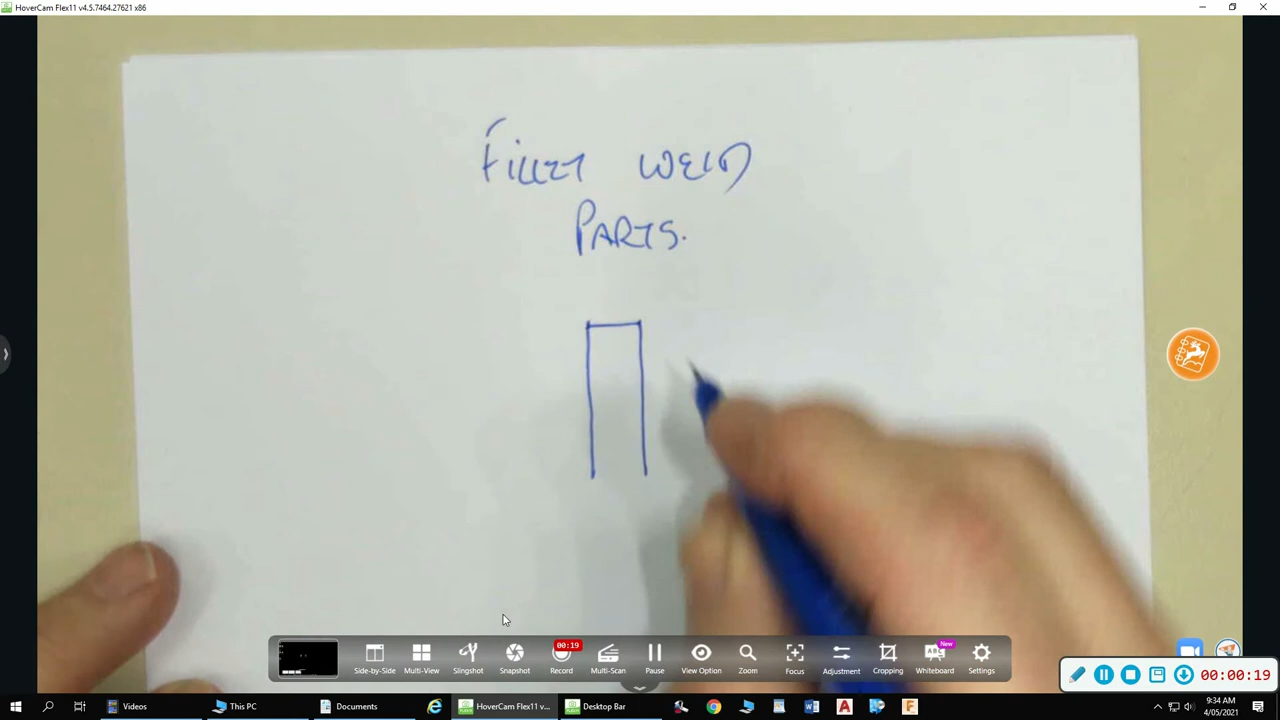 HoverCam Flex11 v4.5.7464.27621 x86
FILLET WELD
PARTS.
00:19
New
Side-by-Side Multi-View Slingshot Snapshot Record Multi-Scan Pause View Option Zoom Focus Adjustment Cropping Whiteboard Settings
00:00:19
Videos This PC Documents HoverCam Flex11 v... Desktop Bar
9:34 AM
4/05/2021